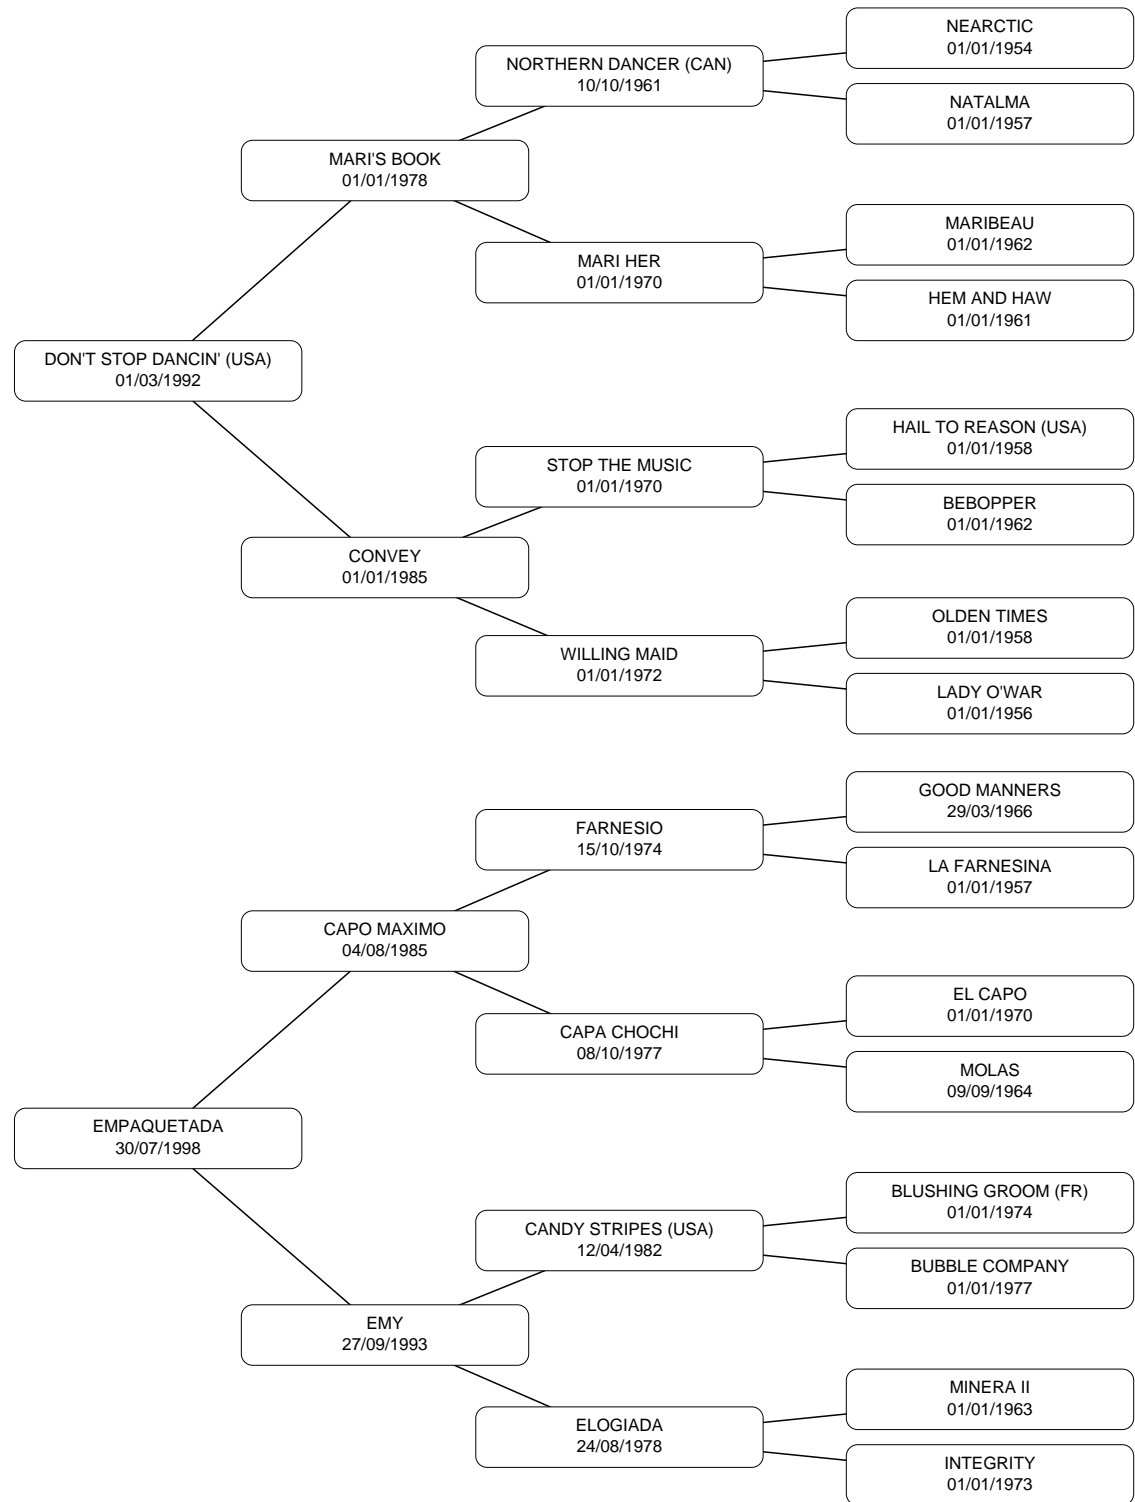 NEARCTIC
01/01/1954
NORTHERN DANCER (CAN)
10/10/1961
NATALMA
01/01/1957
MARI'S BOOK
01/01/1978
MARIBEAU
01/01/1962
MARI HER
01/01/1970
HEM AND HAW
01/01/1961
DON'T STOP DANCIN' (USA)
01/03/1992
HAIL TO REASON (USA)
01/01/1958
STOP THE MUSIC
01/01/1970
BEBOPPER
01/01/1962
CONVEY
01/01/1985
OLDEN TIMES
01/01/1958
WILLING MAID
01/01/1972
LADY O'WAR
01/01/1956
GOOD MANNERS
29/03/1966
FARNESIO
15/10/1974
LA FARNESINA
01/01/1957
CAPO MAXIMO
04/08/1985
EL CAPO
01/01/1970
CAPA CHOCHI
08/10/1977
MOLAS
09/09/1964
EMPAQUETADA
30/07/1998
BLUSHING GROOM (FR)
01/01/1974
CANDY STRIPES (USA)
12/04/1982
BUBBLE COMPANY
01/01/1977
EMY
27/09/1993
MINERA II
01/01/1963
ELOGIADA
24/08/1978
INTEGRITY
01/01/1973